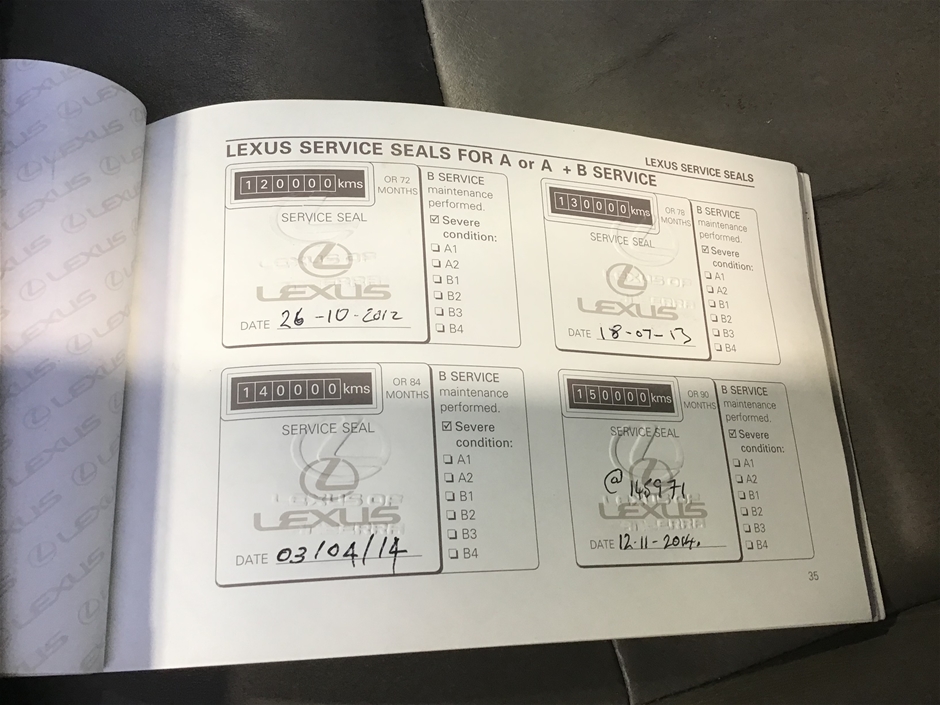 LEXUS SERVICE SEALS
LEXUS SERVICE SEALS FOR A or A + B SERVICE
120000 kms
OR 72
MONTHS
SERVICE SEAL
LEXUS
DATE 26-10-2012
B SERVICE
maintenance
performed.
☑ Severe
condition:
❏ A1
❏ A2
❏ B1
❏ B2
❏ B3
❏ B4
130000 kms
OR 78
MONTHS
SERVICE SEAL
LEXUS
DATE 18-07-13
B SERVICE
maintenance
performed.
☑ Severe
condition:
❏ A1
❏ A2
❏ B1
❏ B2
❏ B3
❏ B4
140000 kms
OR 84
MONTHS
SERVICE SEAL
LEXUS OF
LEXUS
DATE 03/04/14
B SERVICE
maintenance
performed.
☑ Severe
condition:
❏ A1
❏ A2
❏ B1
❏ B2
❏ B3
❏ B4
150000 kms
OR 90
MONTHS
SERVICE SEAL
@ 145971
LEXUS
DATE 12-11-2014.
B SERVICE
maintenance
performed.
☑ Severe
condition:
❏ A1
❏ A2
❏ B1
❏ B2
❏ B3
❏ B4
35